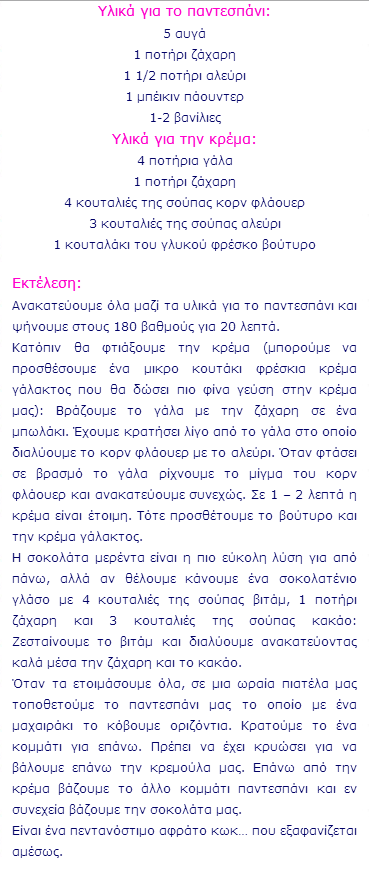 Υλικά για το παντεσπάνι:
5 αυγά
1 ποτήρι ζάχαρη
1 1/2 ποτήρι αλεύρι
1 μπέικιν πάουντερ
1-2 βανίλιες
Υλικά για την κρέμα:
4 ποτήρια γάλα
1 ποτήρι ζάχαρη
4 κουταλιές της σούπας κορν φλάουερ
3 κουταλιές της σούπας αλεύρι
1 κουταλάκι του γλυκού φρέσκο βούτυρο
Εκτέλεση:
Ανακατεύουμε όλα μαζί τα υλικά για το παντεσπάνι και
ψήνουμε στους 180 βαθμούς για 20 λεπτά.
Κατόπιν θα φτιάξουμε την κρέμα (μπορούμε να
προσθέσουμε ένα μικρο κουτάκι φρέσκια κρέμα
γάλακτος που θα δώσει πιο φίνα γεύση στην κρέμα
μας): Βράζουμε το γάλα με την ζάχαρη σε ένα
μπωλάκι. Έχουμε κρατήσει λίγο από το γάλα στο οποίο
διαλύουμε το κορν φλάουερ με το αλεύρι. Όταν φτάσει
σε βρασμό το γάλα ρίχνουμε το μίγμα του κορν
φλάουερ και ανακατεύουμε συνεχώς. Σε 1 – 2 λεπτά η
κρέμα είναι έτοιμη. Τότε προσθέτουμε το βούτυρο και
την κρέμα γάλακτος.
Η σοκολάτα μερέντα είναι η πιο εύκολη λύση για από
πάνω, αλλά αν θέλουμε κάνουμε ένα σοκολατένιο
γλάσο με 4 κουταλιές της σούπας βιτάμ, 1 ποτήρι
ζάχαρη και 3 κουταλιές της σούπας κακάο:
Ζεσταίνουμε το βιτάμ και διαλύουμε ανακατεύοντας
καλά μέσα την ζάχαρη και το κακάο.
Όταν τα ετοιμάσουμε όλα, σε μια ωραία πιατέλα μας
τοποθετούμε το παντεσπάνι μας το οποίο με ένα
μαχαιράκι το κόβουμε οριζόντια. Κρατούμε το ένα
κομμάτι για επάνω. Πρέπει να έχει κρυώσει για να
βάλουμε επάνω την κρεμούλα μας. Επάνω από την
κρέμα βάζουμε το άλλο κομμάτι παντεσπάνι και εν
συνεχεία βάζουμε την σοκολάτα μας.
Είναι ένα πεντανόστιμο αφράτο κωκ... που εξαφανίζεται
αμέσως.